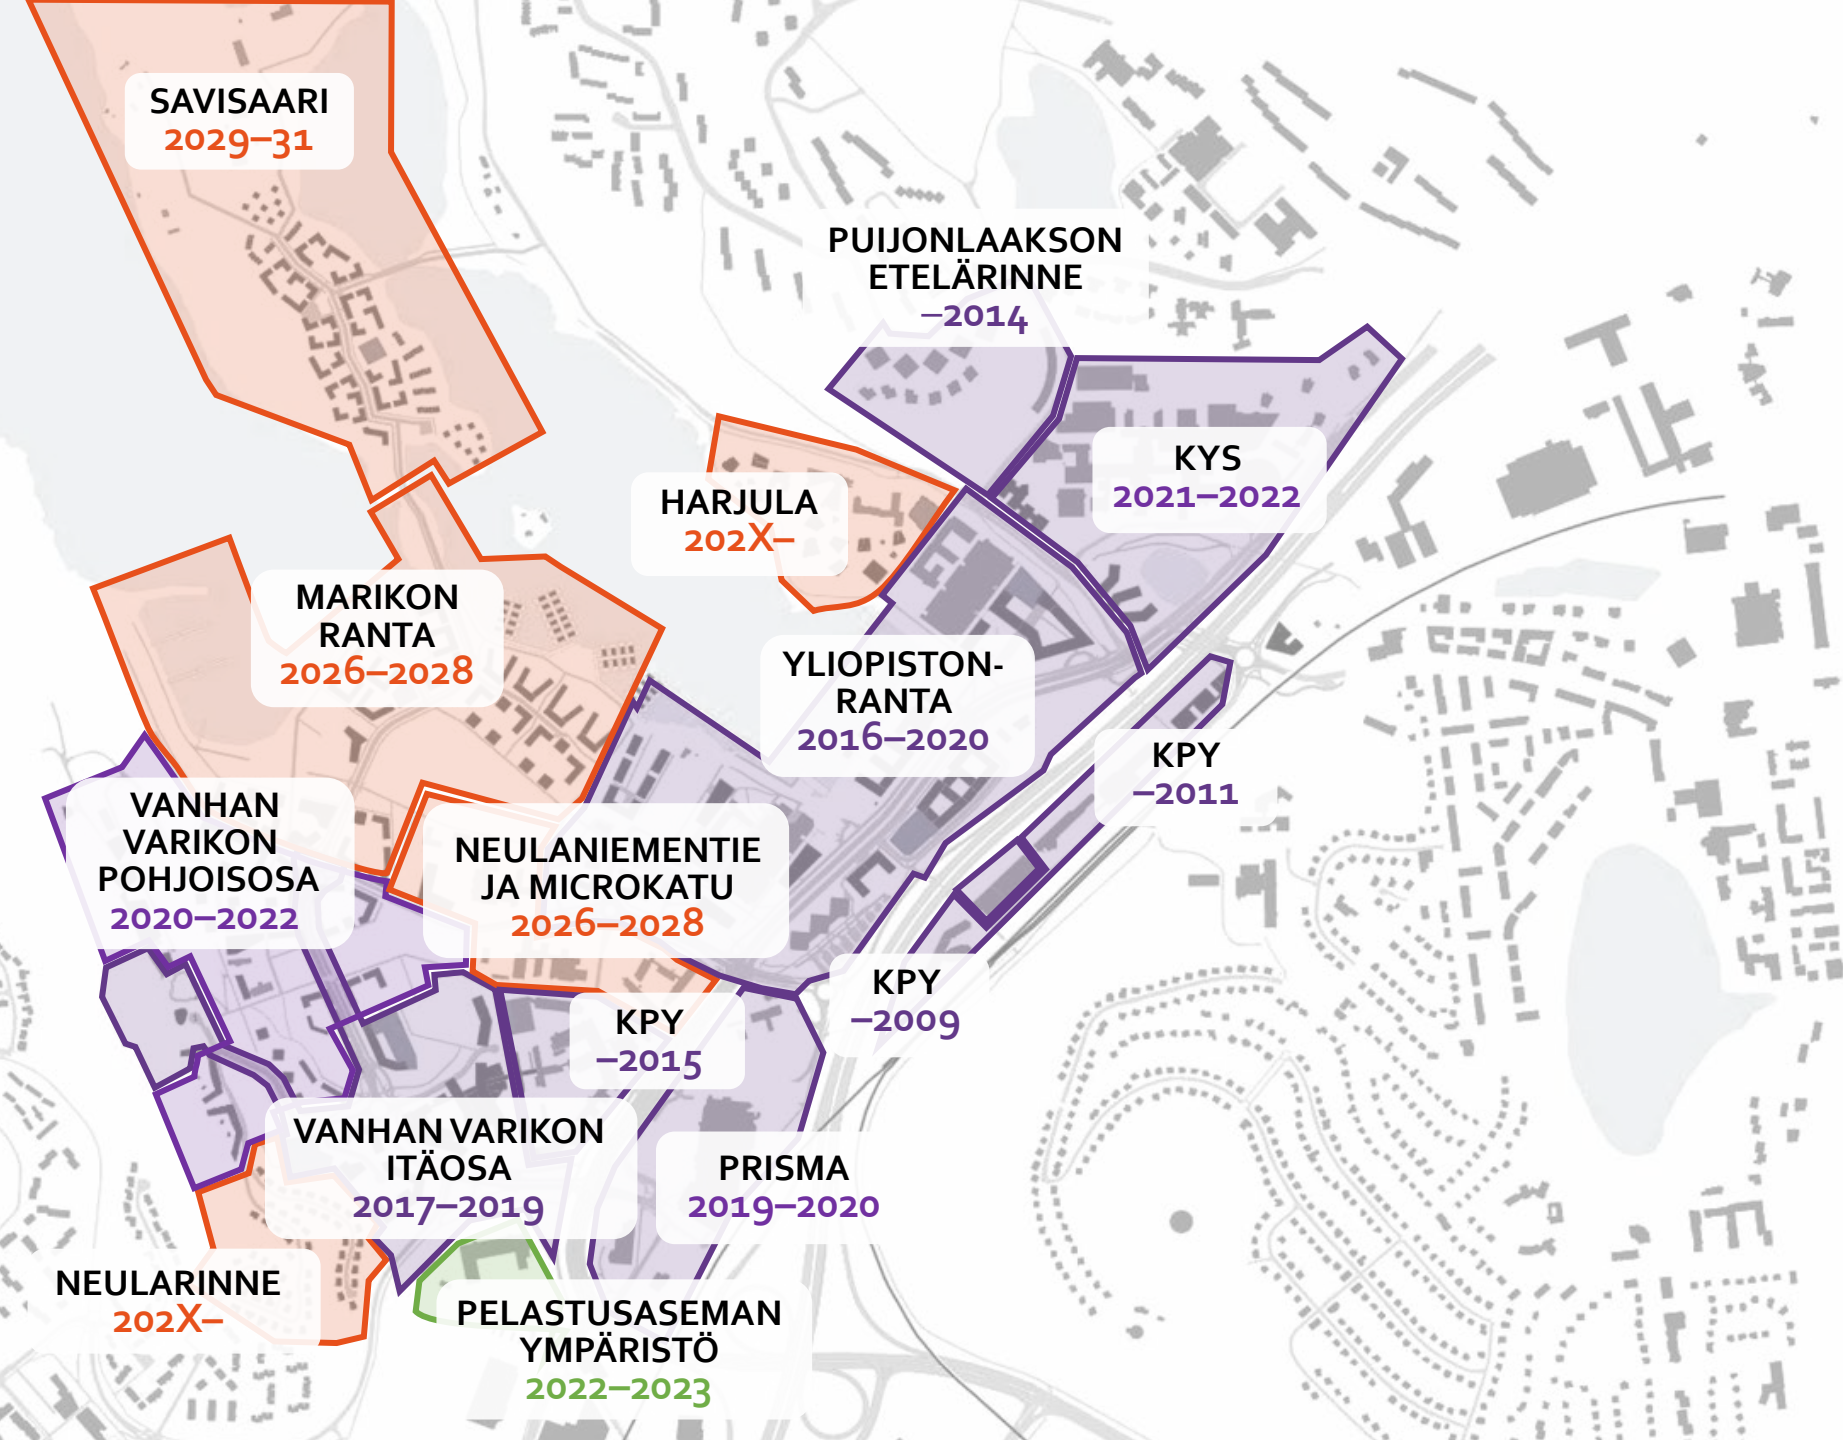 SAVISAARI
2029–31
PUIJONLAAKSON
ETELÄRINNE
–2014
KYS
2021–2022
HARJULA
202X–
MARIKON
RANTA
2026–2028
YLIOPISTON-
RANTA
2016–2020
KPY
–2011
VANHAN
VARIKON
POHJOISOSA
2020–2022
NEULANIEMENTIE
JA MICROKATU
2026–2028
KPY
–2009
KPY
–2015
VANHAN VARIKON
ITÄOSA
2017–2019
PRISMA
2019–2020
NEULARINNE
202X–
PELASTUSASEMAN
YMPÄRISTÖ
2022–2023